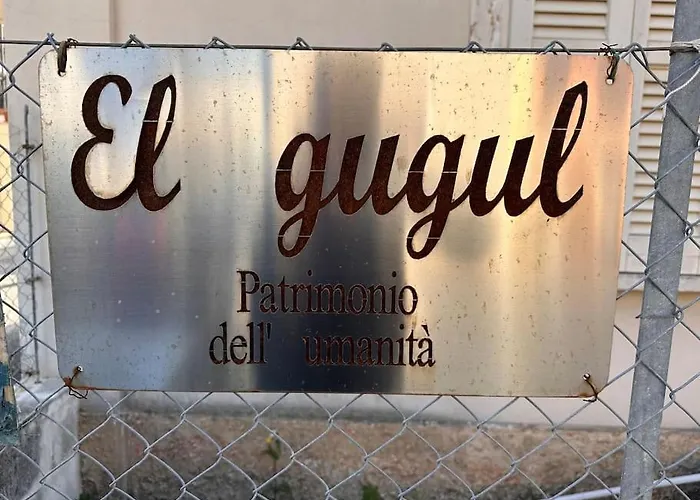 El gugul
Patrimonio
dell' umanità